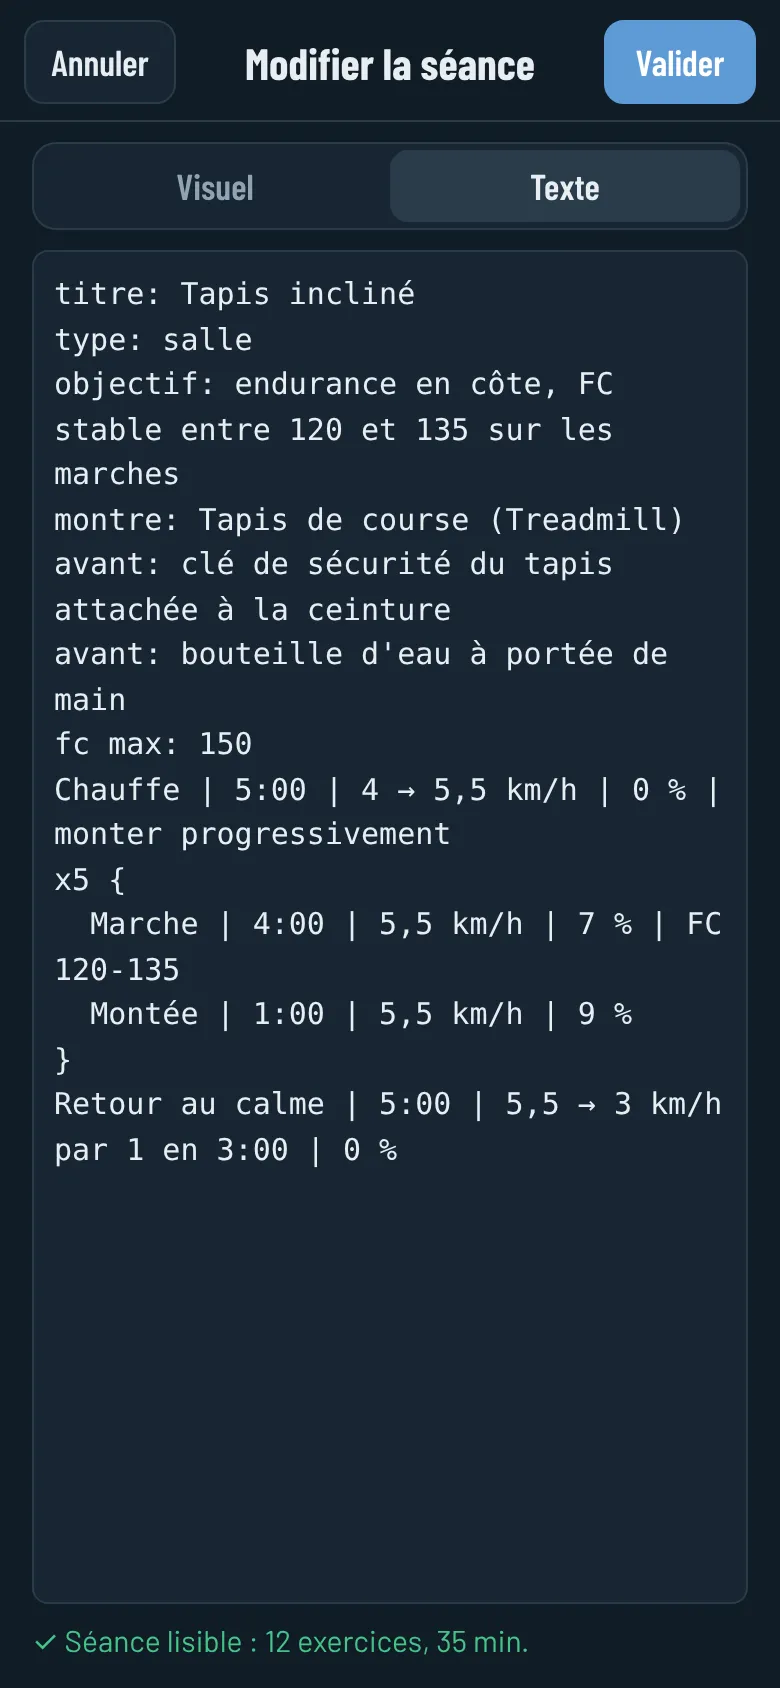 Annuler
Modifier la séance
Valider
Visuel
Texte
titre: Tapis incliné
type: salle
objectif: endurance en côte, FC
stable entre 120 et 135 sur les
marches
montre: Tapis de course (Treadmill)
avant: clé de sécurité du tapis
attachée à la ceinture
avant: bouteille d'eau à portée de
main
fc max: 150
Chauffe | 5:00 | 4 → 5,5 km/h | 0 % |
monter progressivement
x5 {
  Marche | 4:00 | 5,5 km/h | 7 % | FC
120-135
  Montée | 1:00 | 5,5 km/h | 9 %
}
Retour au calme | 5:00 | 5,5 → 3 km/h
par 1 en 3:00 | 0 %
✓ Séance lisible : 12 exercices, 35 min.